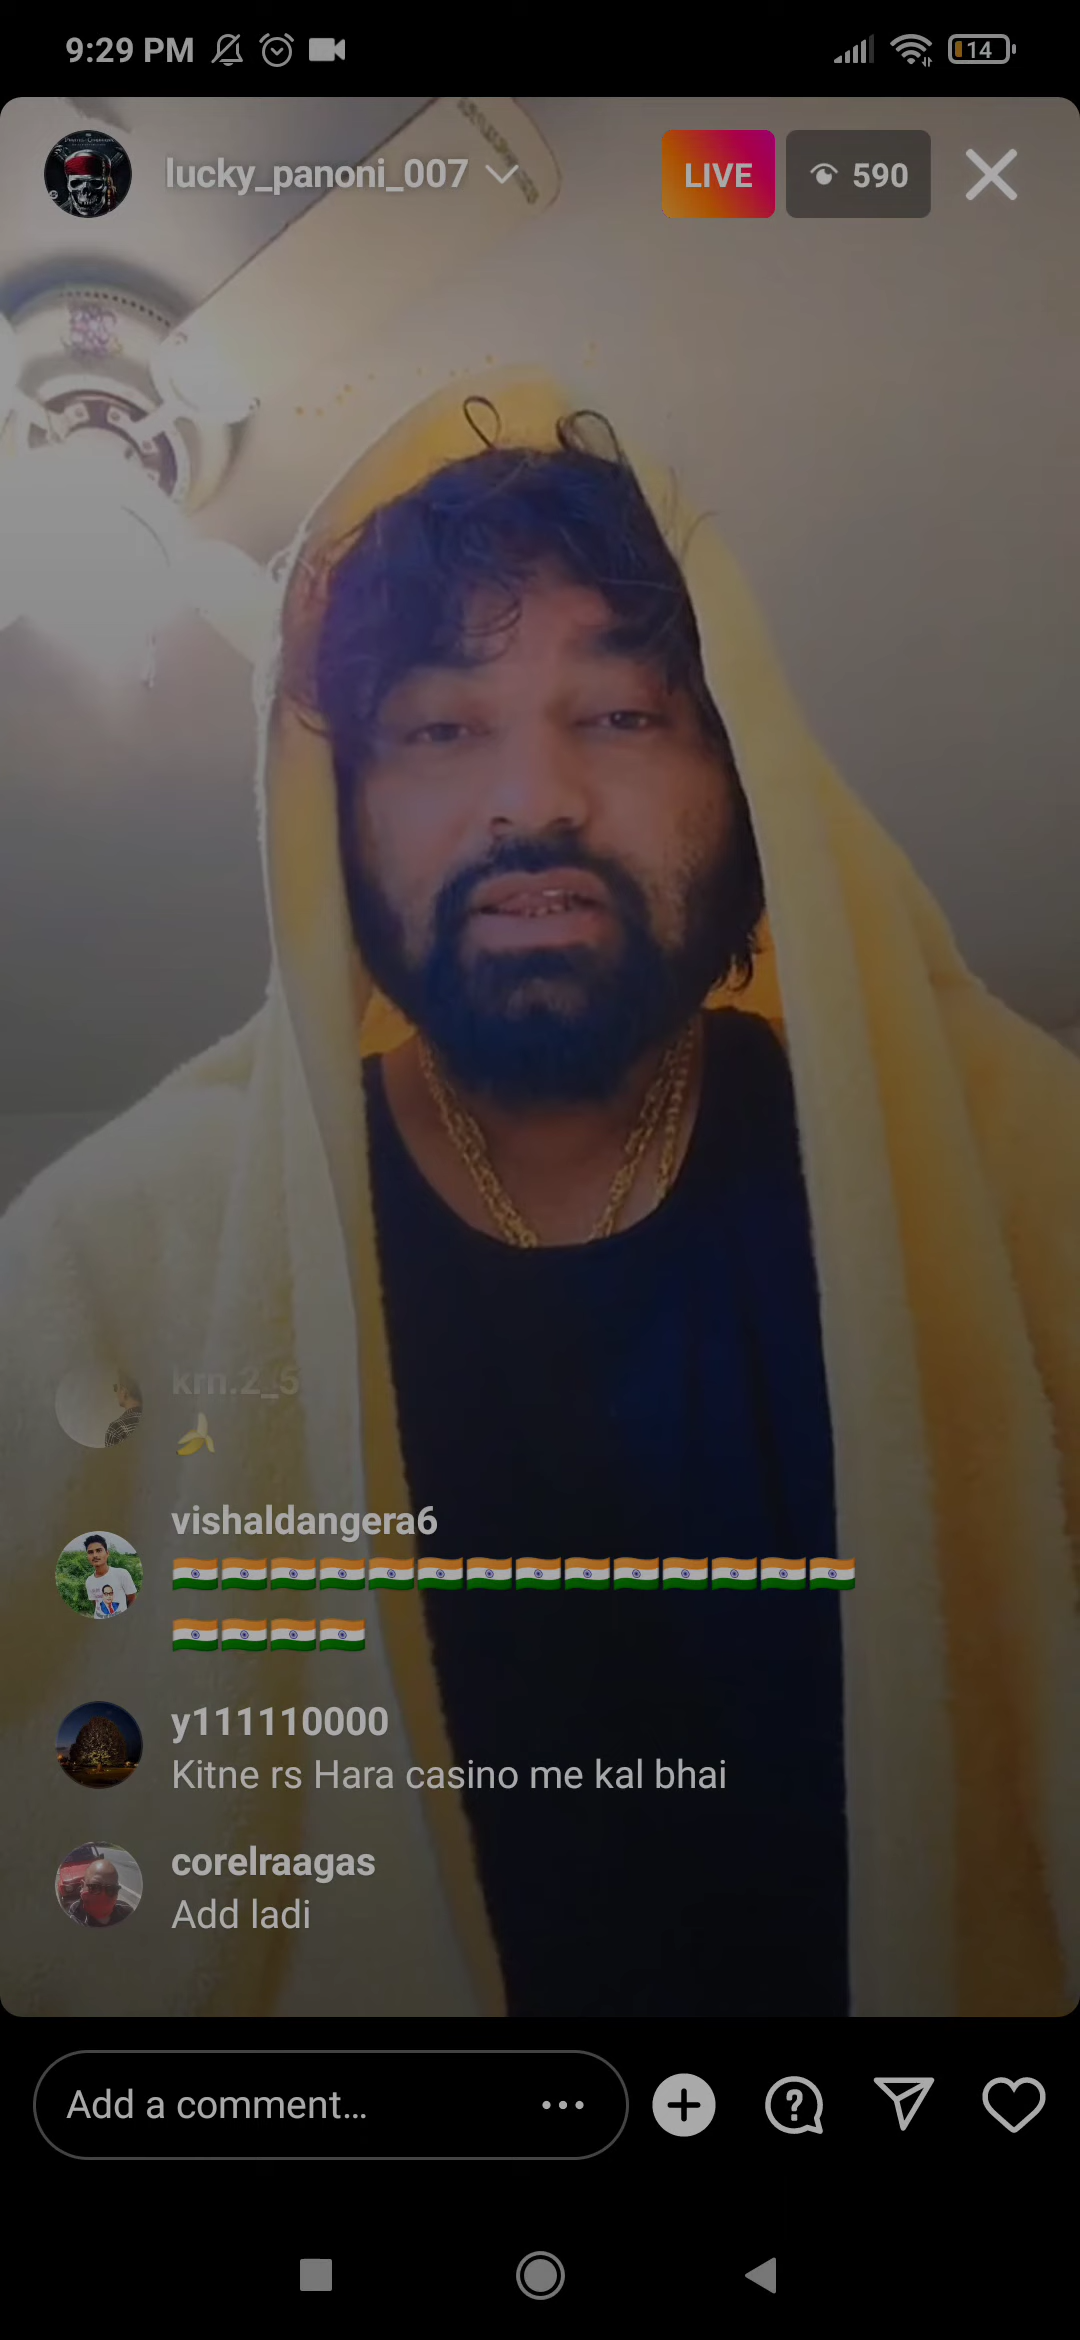 9:29 PM
14
lucky_panoni_007
LIVE
590
krn.2_5
🍌
vishaldangera6
🇮🇳🇮🇳🇮🇳🇮🇳🇮🇳🇮🇳🇮🇳🇮🇳🇮🇳🇮🇳🇮🇳🇮🇳🇮🇳🇮🇳
🇮🇳🇮🇳🇮🇳🇮🇳
y111110000
Kitne rs Hara casino me kal bhai
corelraagas
Add ladi
Add a comment...